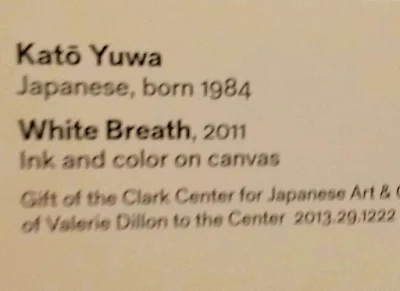 Katō Yuwa
Japanese, born 1984
White Breath, 2011
Ink and color on canvas
Gift of the Clark Center for Japanese Art &
of Valerie Dillon to the Center 2013.29.1222